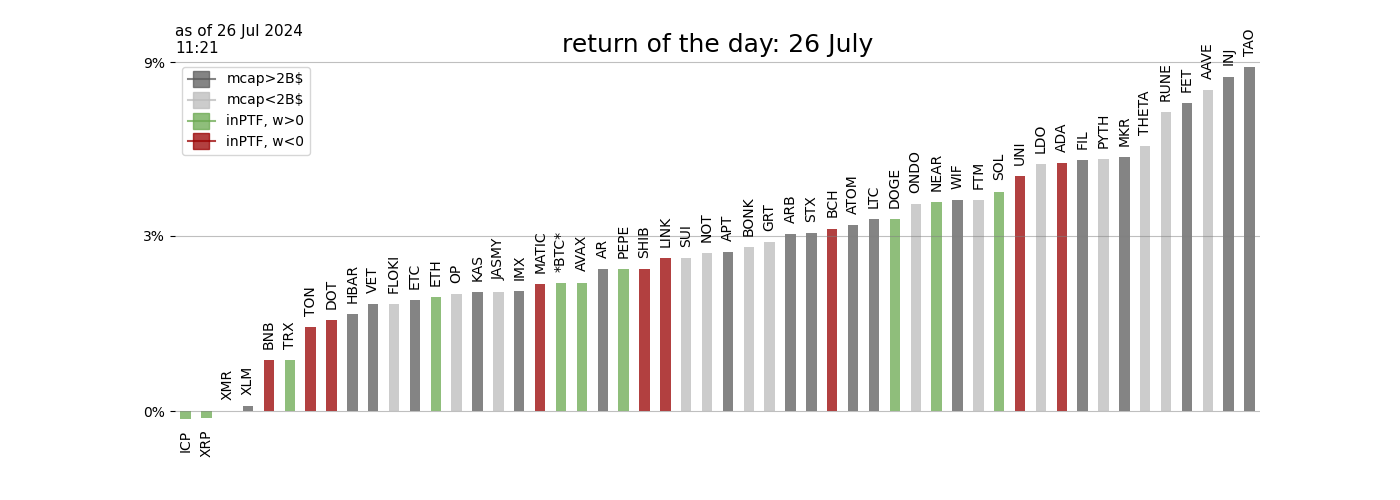 as of 26 Jul 2024
11:21
return of the day: 26 July
9%
3%
0%
mcap>2B$
mcap<2B$
inPTF, w>0
inPTF, w<0
ICP
XRP
XMR
XLM
BNB
TRX
TON
DOT
HBAR
VET
FLOKI
ETC
ETH
OP
KAS
JASMY
IMX
MATIC
*BTC*
AVAX
AR
PEPE
SHIB
LINK
SUI
NOT
APT
BONK
GRT
ARB
STX
BCH
ATOM
LTC
DOGE
ONDO
NEAR
WIF
FTM
SOL
UNI
LDO
ADA
FIL
PYTH
MKR
THETA
RUNE
FET
AAVE
INJ
TAO